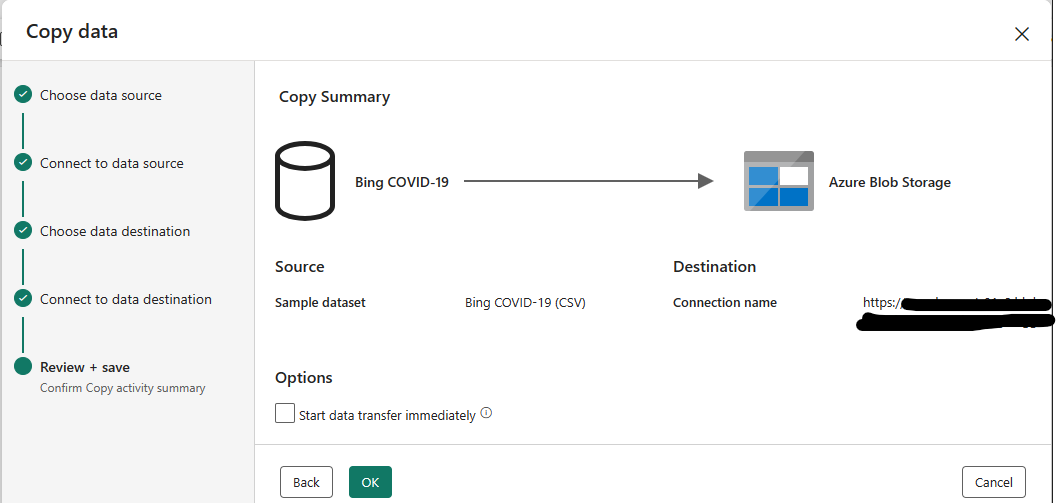 Copy data
Choose data source
Connect to data source
Choose data destination
Connect to data destination
Review + save
Confirm Copy activity summary
Copy Summary
Bing COVID-19
Azure Blob Storage
Source
Destination
Sample dataset
Bing COVID-19 (CSV)
Connection name
https:/
Options
Start data transfer immediately
Back
OK
Cancel